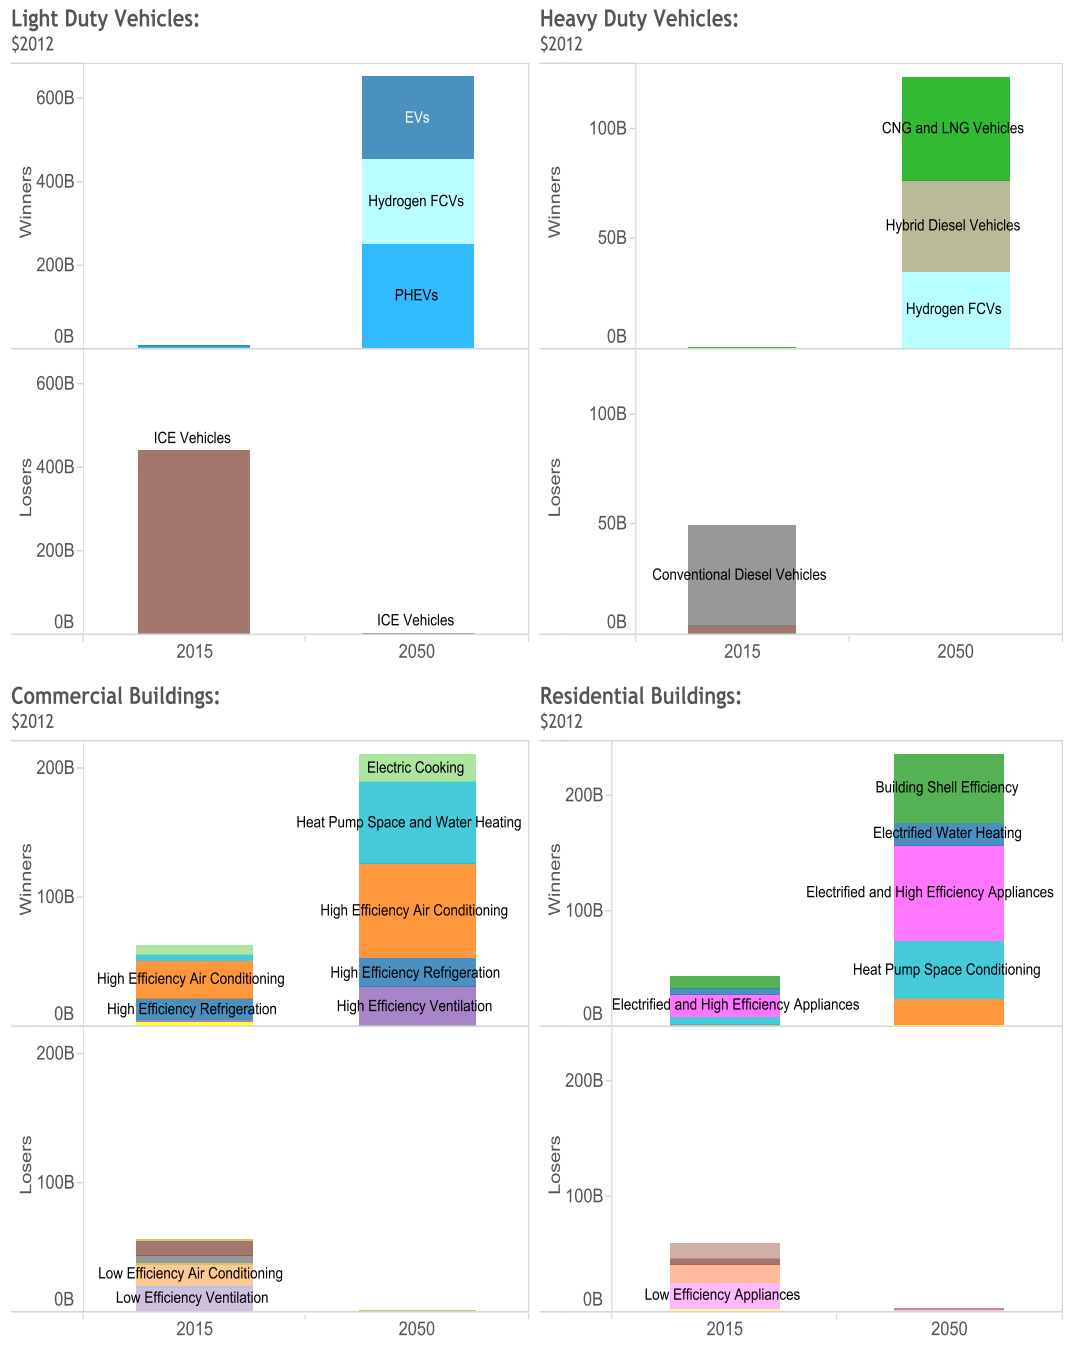 Light Duty Vehicles:
$2012
Winners
600B
400B
200B
0B
EVs
Hydrogen FCVs
PHEVs
Losers
600B
400B
200B
0B
ICE Vehicles
ICE Vehicles
2015
2050
Heavy Duty Vehicles:
$2012
Winners
100B
50B
0B
CNG and LNG Vehicles
Hybrid Diesel Vehicles
Hydrogen FCVs
Losers
100B
50B
0B
Conventional Diesel Vehicles
2015
2050
Commercial Buildings:
$2012
Winners
200B
100B
0B
High Efficiency Air Conditioning
High Efficiency Refrigeration
Electric Cooking
Heat Pump Space and Water Heating
High Efficiency Air Conditioning
High Efficiency Refrigeration
High Efficiency Ventilation
Losers
200B
100B
0B
Low Efficiency Air Conditioning
Low Efficiency Ventilation
2015
2050
Residential Buildings:
$2012
Winners
200B
100B
0B
Electrified and High Efficiency Appliances
Building Shell Efficiency
Electrified Water Heating
Electrified and High Efficiency Appliances
Heat Pump Space Conditioning
Losers
200B
100B
0B
Low Efficiency Appliances
2015
2050